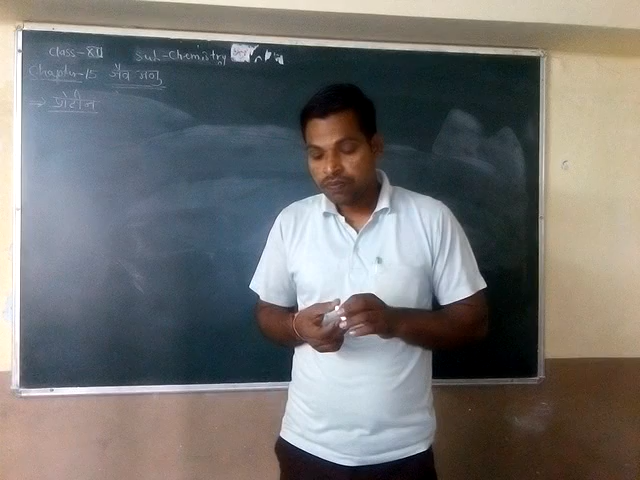 Class - XII Sub - Chemistry
Chapter - 15 जैव अणु
→ प्रोटीन